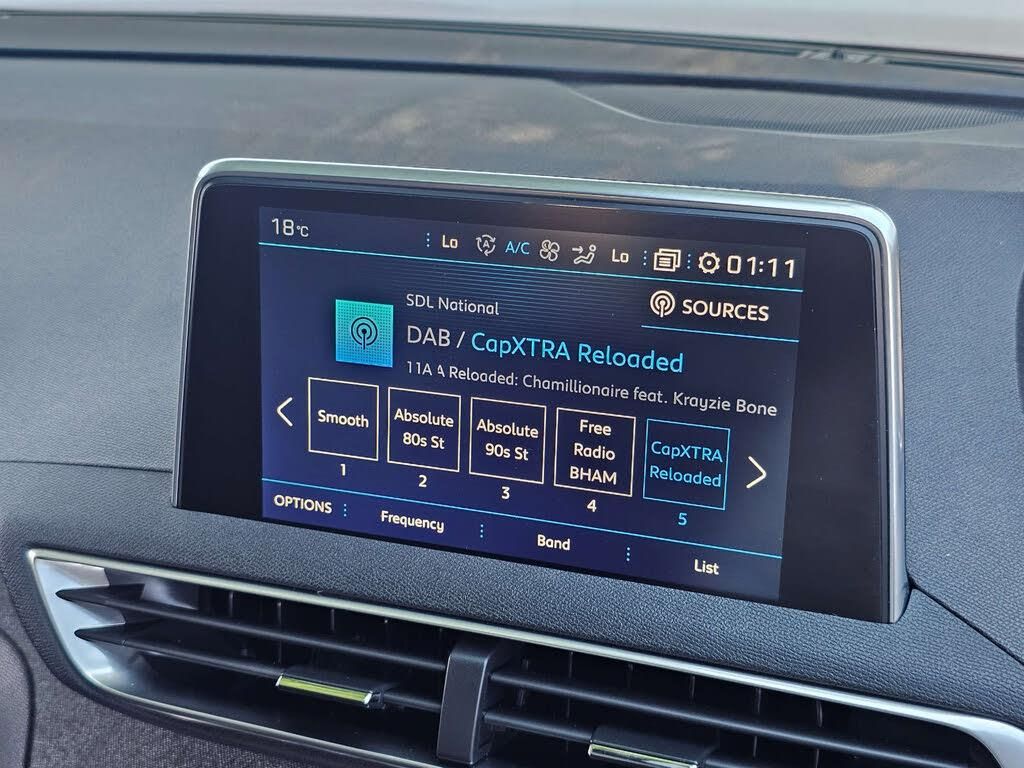 18°C
Lo A A/C Lo 01:11
SDL National
SOURCES
DAB / CapXTRA Reloaded
11A A Reloaded: Chamillionaire feat. Krayzie Bone
Smooth
1
Absolute
80s St
2
Absolute
90s St
3
Free
Radio
BHAM
4
CapXTRA
Reloaded
5
OPTIONS
Frequency
Band
List